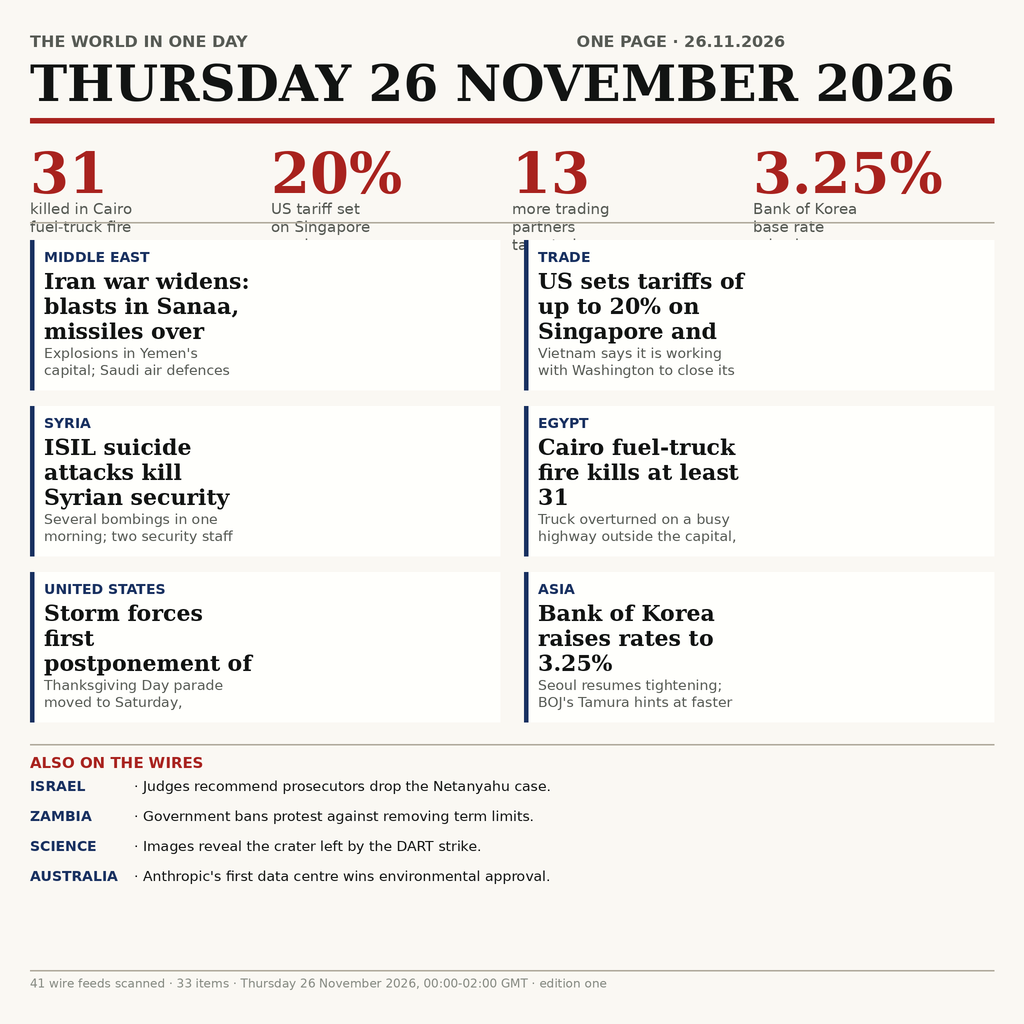 THE WORLD IN ONE DAY
ONE PAGE · 26.11.2026
THURSDAY 26 NOVEMBER 2026
31
killed in Cairo
fuel-truck fire
20%
US tariff set
on Singapore
13
more trading
partners
3.25%
Bank of Korea
base rate
MIDDLE EAST
Iran war widens:
blasts in Sanaa,
missiles over
Explosions in Yemen's
capital; Saudi air defences
TRADE
US sets tariffs of
up to 20% on
Singapore and
Vietnam says it is working
with Washington to close its
SYRIA
ISIL suicide
attacks kill
Syrian security
Several bombings in one
morning; two security staff
EGYPT
Cairo fuel-truck
fire kills at least
31
Truck overturned on a busy
highway outside the capital,
UNITED STATES
Storm forces
first
postponement of
Thanksgiving Day parade
moved to Saturday,
ASIA
Bank of Korea
raises rates to
3.25%
Seoul resumes tightening;
BOJ's Tamura hints at faster
ALSO ON THE WIRES
ISRAEL · Judges recommend prosecutors drop the Netanyahu case.
ZAMBIA · Government bans protest against removing term limits.
SCIENCE · Images reveal the crater left by the DART strike.
AUSTRALIA · Anthropic's first data centre wins environmental approval.
41 wire feeds scanned · 33 items · Thursday 26 November 2026, 00:00-02:00 GMT · edition one